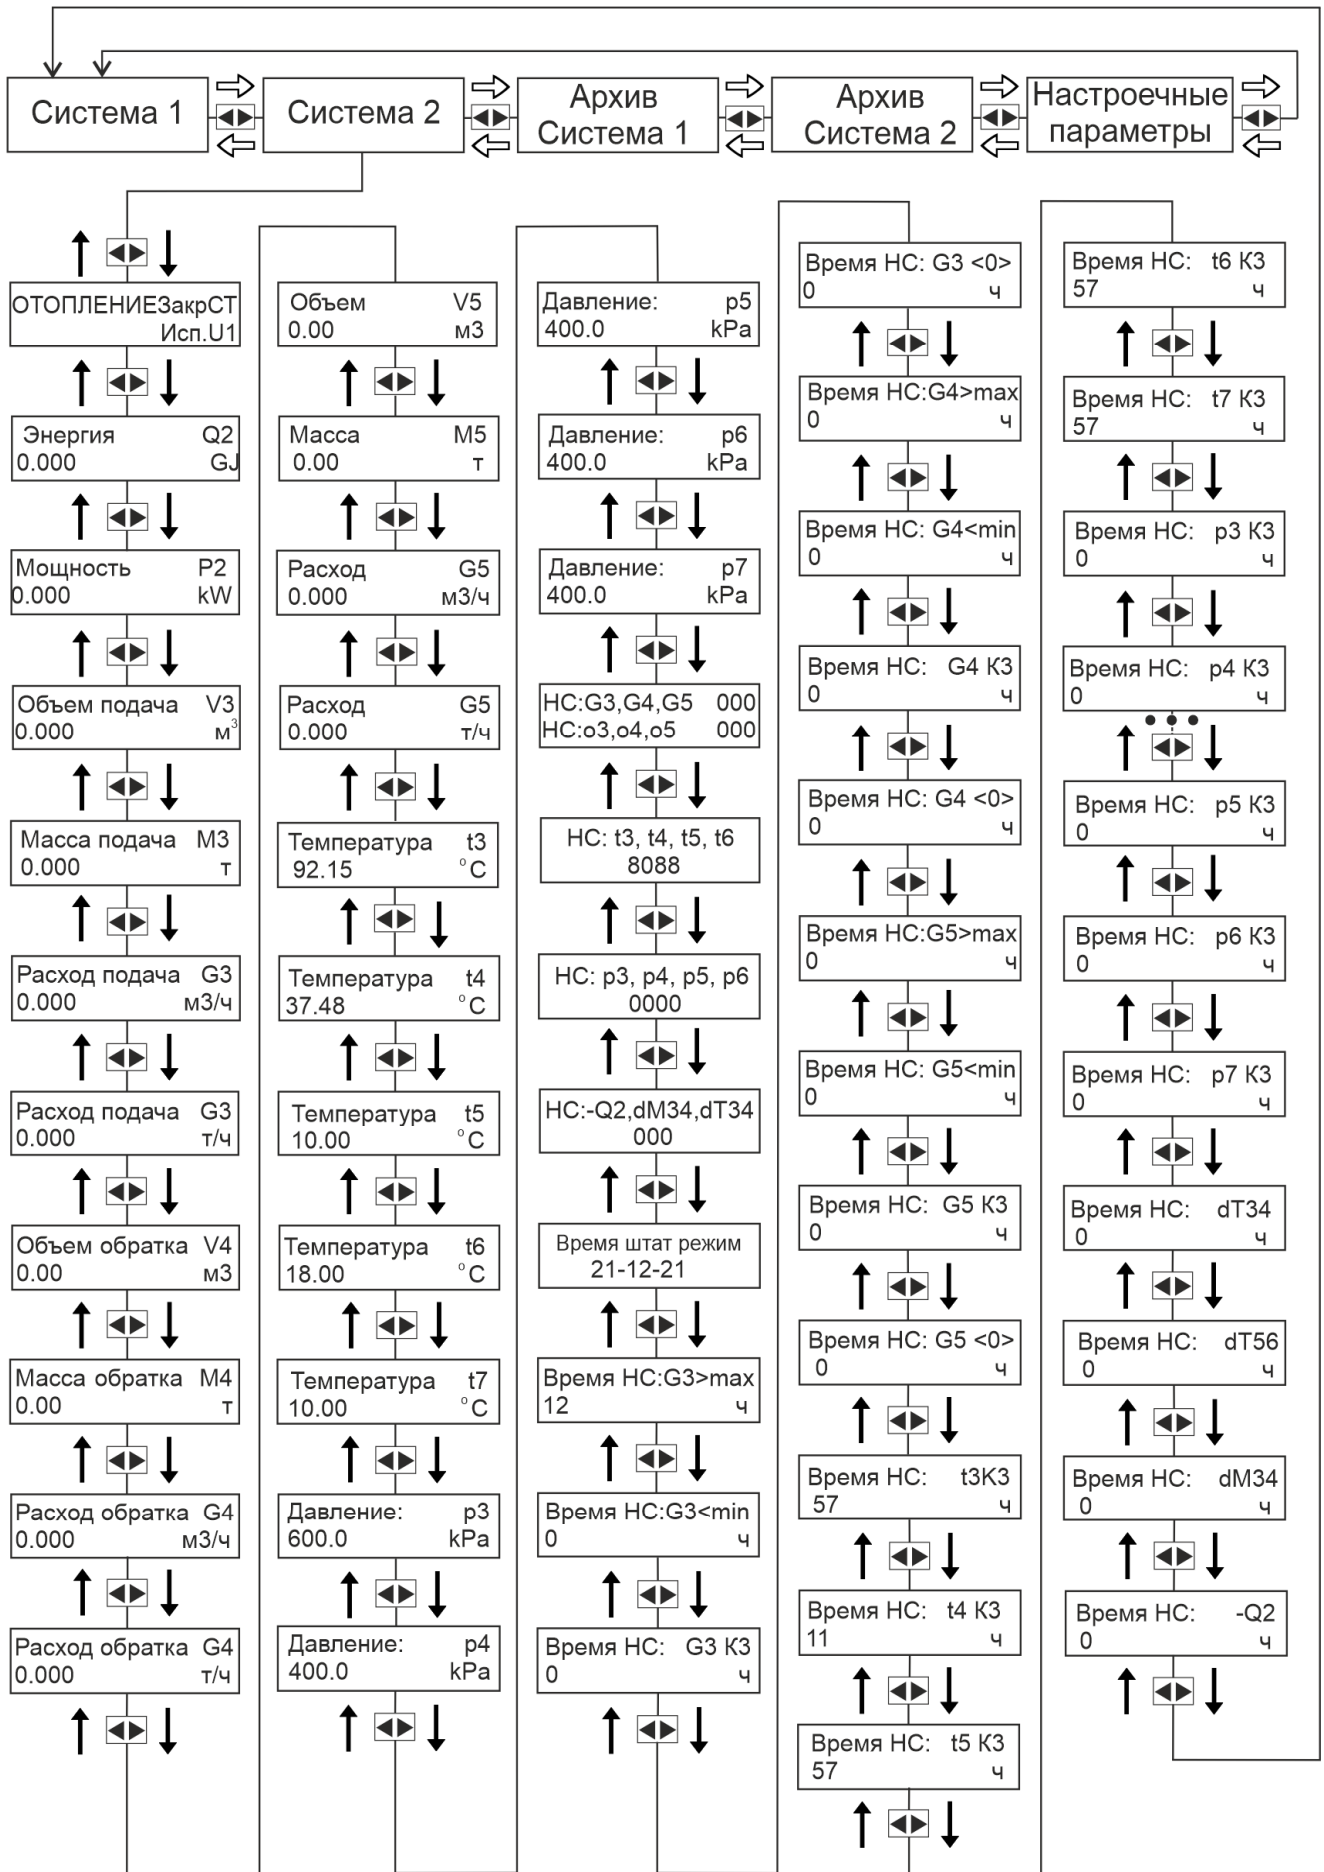 Система 1
Система 2
Архив
Система 1
Архив
Система 2
Настроечные
параметры
ОТОПЛЕНИЕЗакрСТ
Исп.U1
Энергия Q2
0.000 GJ
Мощность P2
0.000 kW
Объем подача V3
0.000 м³
Масса подача M3
0.000 т
Расход подача G3
0.000 м3/ч
Расход подача G3
0.000 т/ч
Объем обратка V4
0.00 м3
Масса обратка M4
0.00 т
Расход обратка G4
0.000 м3/ч
Расход обратка G4
0.000 т/ч
Объем V5
0.00 м3
Масса M5
0.00 т
Расход G5
0.000 м3/ч
Расход G5
0.000 т/ч
Температура t3
92.15 °C
Температура t4
37.48 °C
Температура t5
10.00 °C
Температура t6
18.00 °C
Температура t7
10.00 °C
Давление: p3
600.0 kPa
Давление: p4
400.0 kPa
Давление: p5
400.0 kPa
Давление: p6
400.0 kPa
Давление: p7
400.0 kPa
НС:G3,G4,G5 000
НС:o3,o4,o5 000
НС: t3, t4, t5, t6
8088
НС: p3, p4, p5, p6
0000
НС:-Q2,dM34,dT34
000
Время штат режим
21-12-21
Время НС:G3>max
12 ч
Время НС:G3<min
0 ч
Время НС: G3 КЗ
0 ч
Время НС: G3 <0>
0 ч
Время НС:G4>max
0 ч
Время НС: G4<min
0 ч
Время НС: G4 КЗ
0 ч
Время НС: G4 <0>
0 ч
Время НС:G5>max
0 ч
Время НС: G5<min
0 ч
Время НС: G5 КЗ
0 ч
Время НС: G5 <0>
0 ч
Время НС: t3КЗ
57 ч
Время НС: t4 КЗ
11 ч
Время НС: t5 КЗ
57 ч
Время НС: t6 КЗ
57 ч
Время НС: t7 КЗ
57 ч
Время НС: p3 КЗ
0 ч
Время НС: p4 КЗ
0 ч
Время НС: p5 КЗ
0 ч
Время НС: p6 КЗ
0 ч
Время НС: p7 КЗ
0 ч
Время НС: dT34
0 ч
Время НС: dT56
0 ч
Время НС: dM34
0 ч
Время НС: -Q2
0 ч